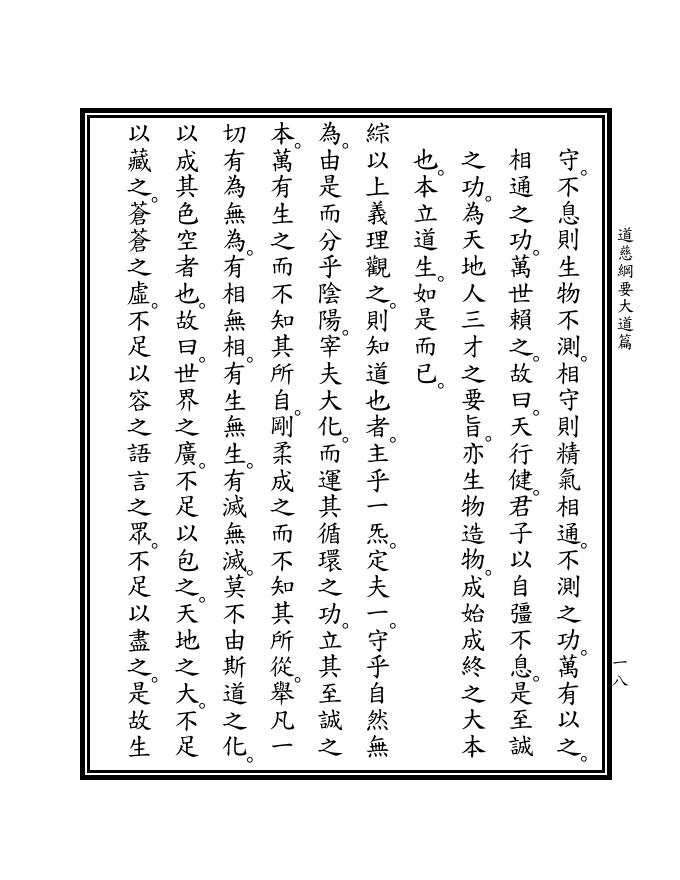 道慈綱要大道篇
守。不息則生物不測。相守則精氣相通。不測之功。萬有以之。
相通之功。萬世賴之。故曰。天行健。君子以自彊不息。是至誠
之功。為天地人三才之要旨。亦生物造物。成始成終之大本
也。本立道生。如是而已。
綜以上義理觀之。則知道也者。主乎一炁。定夫一。守乎自然無
為。由是而分乎陰陽。宰夫大化。而運其循環之功。立其至誠之
本。萬有生之而不知其所自。剛柔成之而不知其所從。舉凡一
切有為無為。有相無相。有生無生。有滅無滅。莫不由斯道之化。
以成其色空者也。故曰。世界之廣。不足以包之。天地之大。不足
以藏之。蒼蒼之虛。不足以容之語言之眾。不足以盡之。是故生
一八